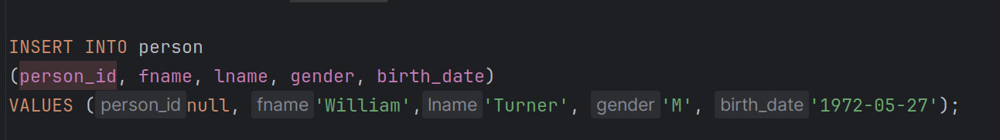 INSERT INTO person
(person_id, fname, lname, gender, birth_date)
VALUES ( person_id null, fname 'William', lname 'Turner', gender 'M', birth_date '1972-05-27');